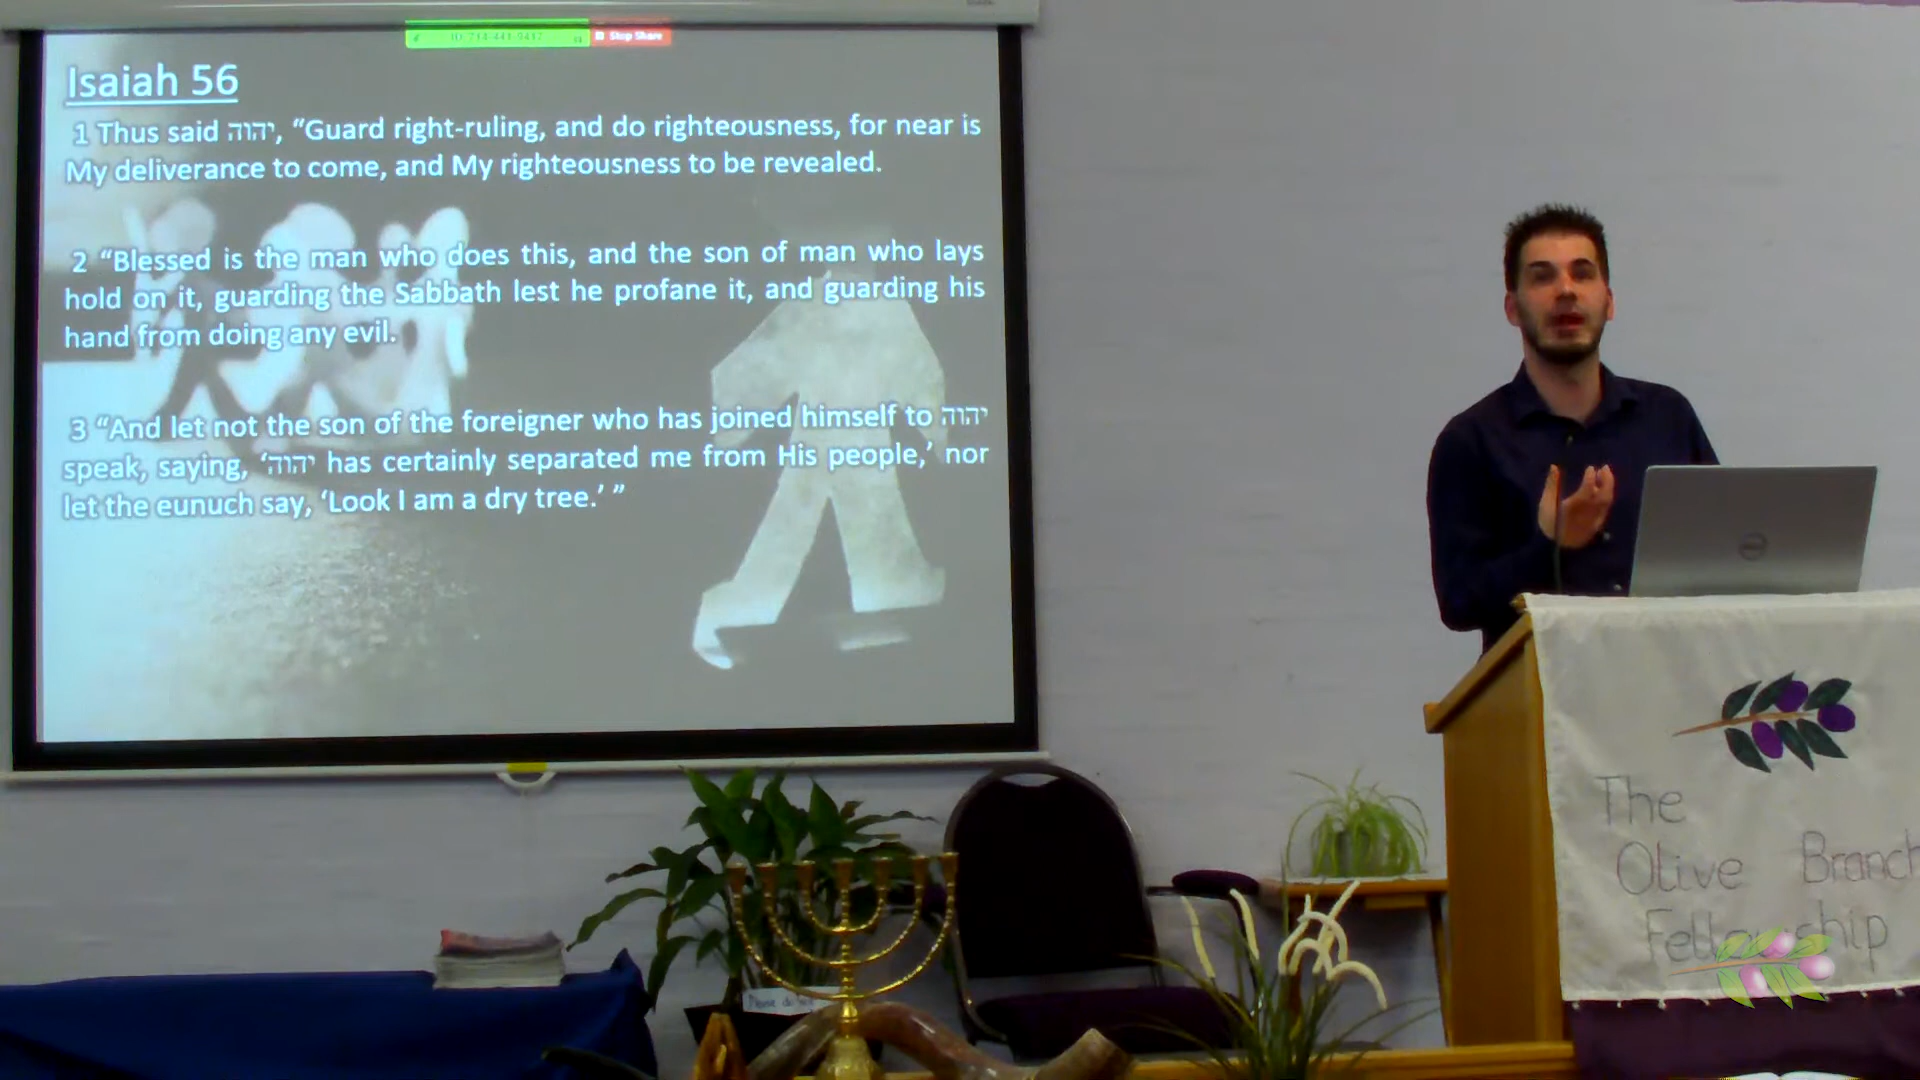 Stop Share
Isaiah 56
1 Thus said יהוה, “Guard right-ruling, and do righteousness, for near is
My deliverance to come, and My righteousness to be revealed.
2 “Blessed is the man who does this, and the son of man who lays
hold on it, guarding the Sabbath lest he profane it, and guarding his
hand from doing any evil.
3 “And let not the son of the foreigner who has joined himself to יהוה
speak, saying, ‘יהוה has certainly separated me from His people,’ nor
let the eunuch say, ‘Look I am a dry tree.’ ”
DELL
The
Olive Branch
Fellowship
Please do not